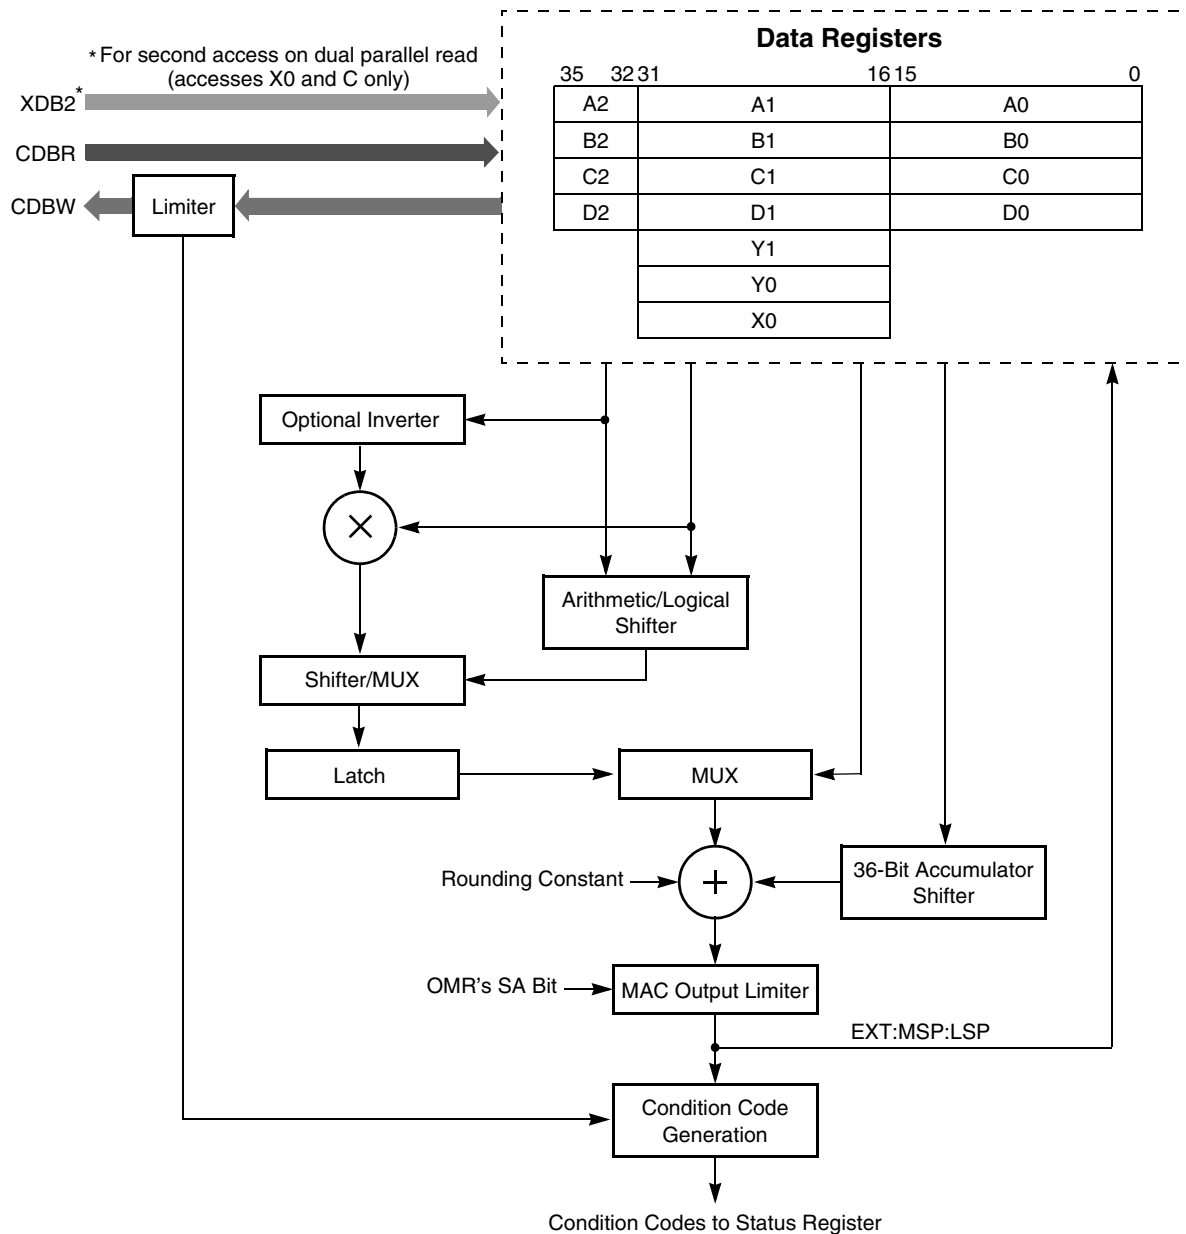 Data Registers
* For second access on dual parallel read
(accesses X0 and C only)
XDB2*
CDBR
CDBW
Limiter
35 32 31 16 15 0
A2 A1 A0
B2 B1 B0
C2 C1 C0
D2 D1 D0
Y1
Y0
X0
Optional Inverter
×
Arithmetic/Logical
Shifter
Shifter/MUX
Latch
MUX
Rounding Constant
+
36-Bit Accumulator
Shifter
OMR's SA Bit
MAC Output Limiter
EXT:MSP:LSP
Condition Code
Generation
Condition Codes to Status Register